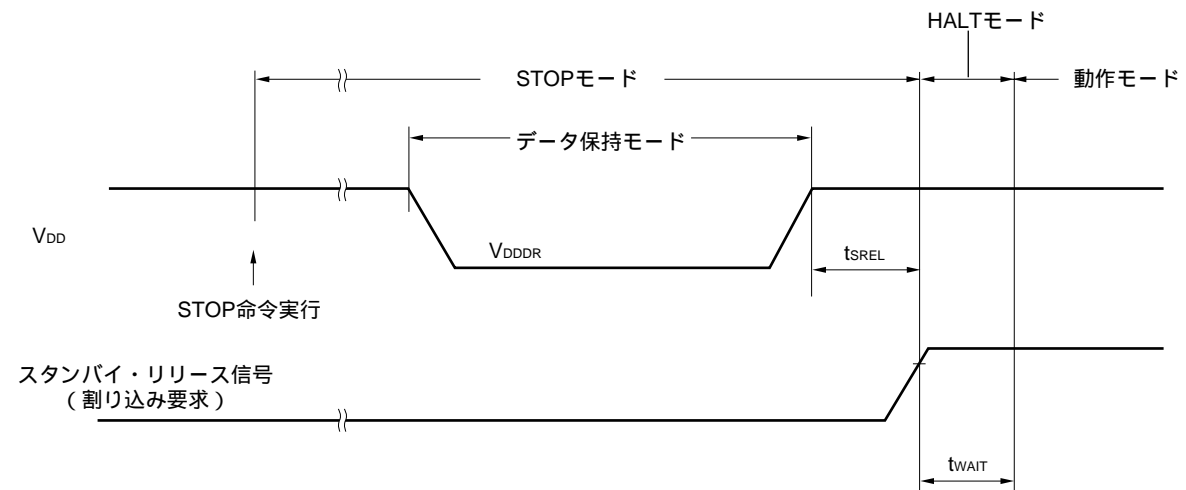 HALTモード
STOPモード
動作モード
データ保持モード
VDD
VDDDR
tSREL
STOP命令実行
スタンバイ・リリース信号
(割り込み要求)
tWAIT